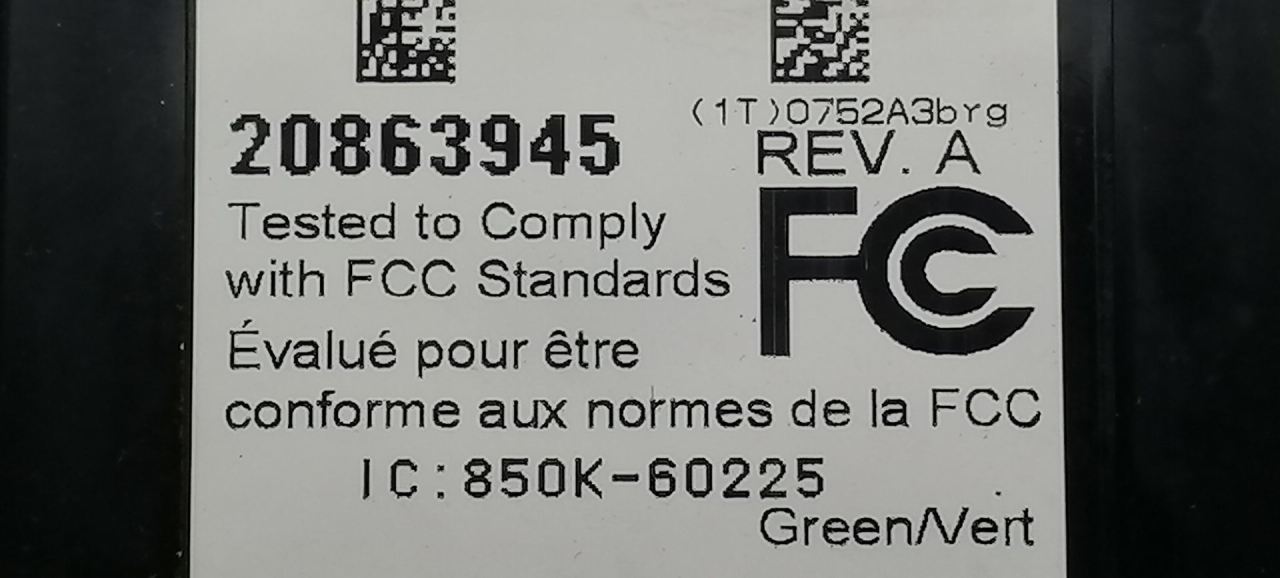 20863945
(1T)0752A3brg
REV. A
FC
Tested to Comply
with FCC Standards
Évalué pour être
conforme aux normes de la FCC
IC:850K-60225
Green/Vert